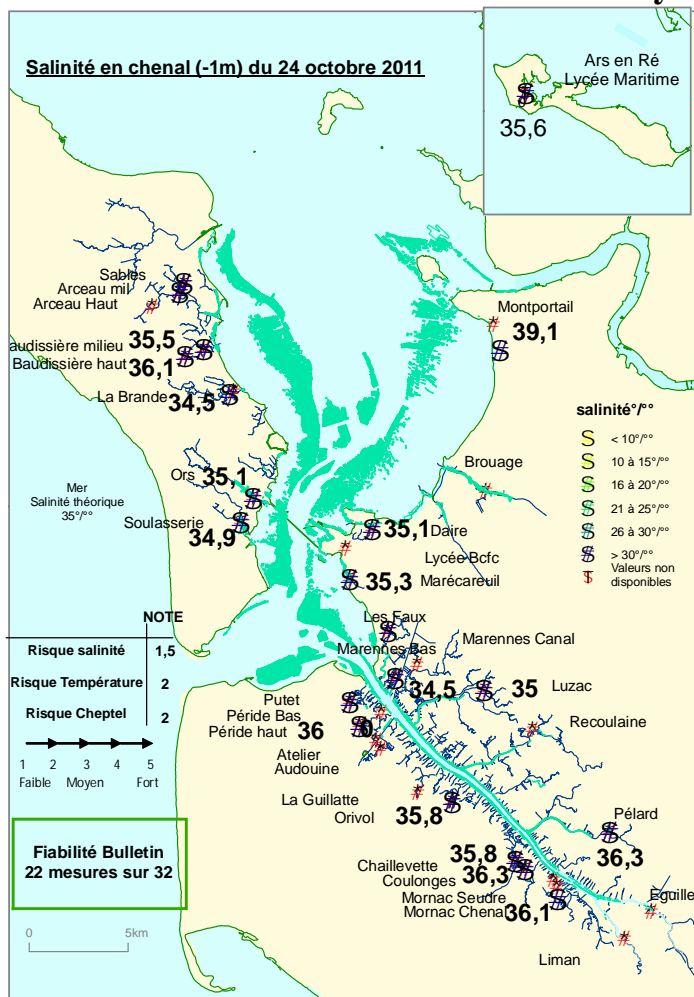 Salinité en chenal (-1m) du 24 octobre 2011
Ars en Ré
Lycée Maritime
35,6
Sables
Arceau mil
Arceau Haut
Montportail
39,1
35,5
audissière milieu
Baudissière haut
36,1
La Brande
34,5
salinité°/°°
< 10°/°°
10 à 15°/°°
16 à 20°/°°
21 à 25°/°°
26 à 30°/°°
> 30°/°°
Valeurs non
disponibles
Brouage
Ors
35,1
Mer
Salinité théorique
35°/°°
Soulasserie
34,9
35,1
Daire
Lycée Bcfc
35,3
Marécareuil
Les Faux
Marennes Canal
Marennes Bas
34,5
35
Luzac
NOTE
Risque salinité
1,5
Risque Température
2
Risque Cheptel
2
1 2 3 4 5
Faible Moyen Fort
Putet
Péride Bas
Péride haut
36
0
Recoulaine
Atelier
Audouine
La Guillatte
Orivol
35,8
Pélard
36,3
Fiabilité Bulletin
22 mesures sur 32
35,8
Chaillevette
Coulonges
36,3
Mornac Seudre
Mornac Chenal
36,1
Eguille
Liman
0 5km